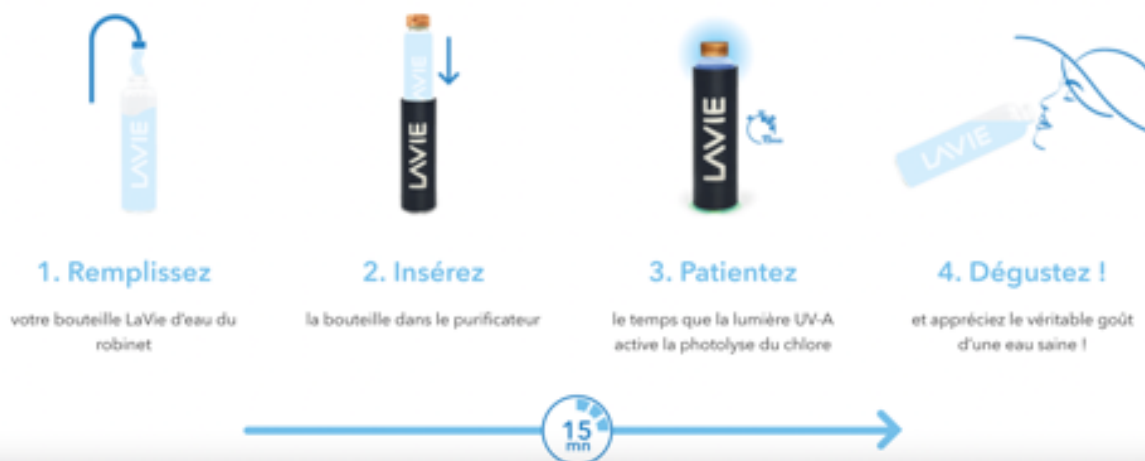 LAVIE
LAVIE
LAVIE
LAVIE
LAVIE
1. Remplissez
votre bouteille LaVie d'eau du
robinet
2. Insérez
la bouteille dans le purificateur
3. Patientez
le temps que la lumière UV-A
active la photolyse du chlore
4. Dégustez !
et appréciez le véritable goût
d'une eau saine !
15
mn